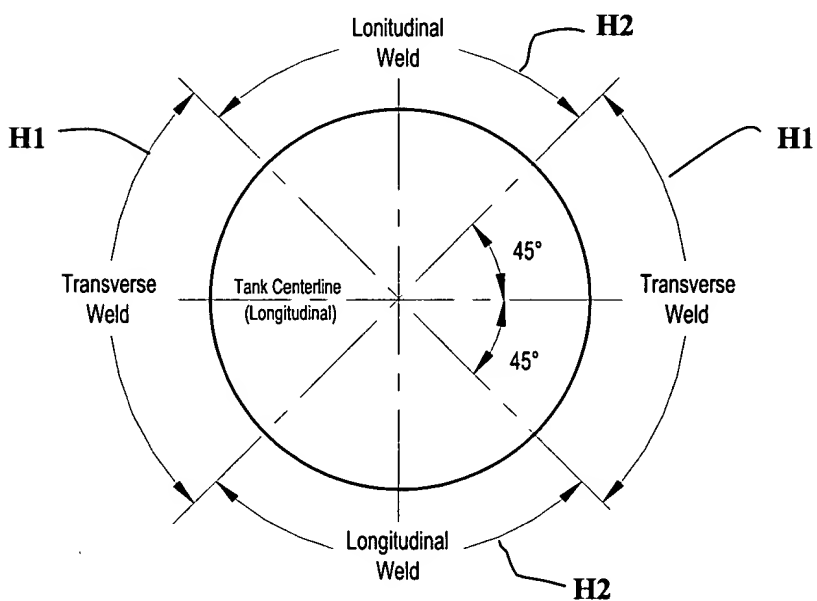 Lonitudinal
Weld
H2
H1
H1
45°
Transverse
Weld
Tank Centerline
(Longitudinal)
Transverse
Weld
45°
Longitudinal
Weld
H2